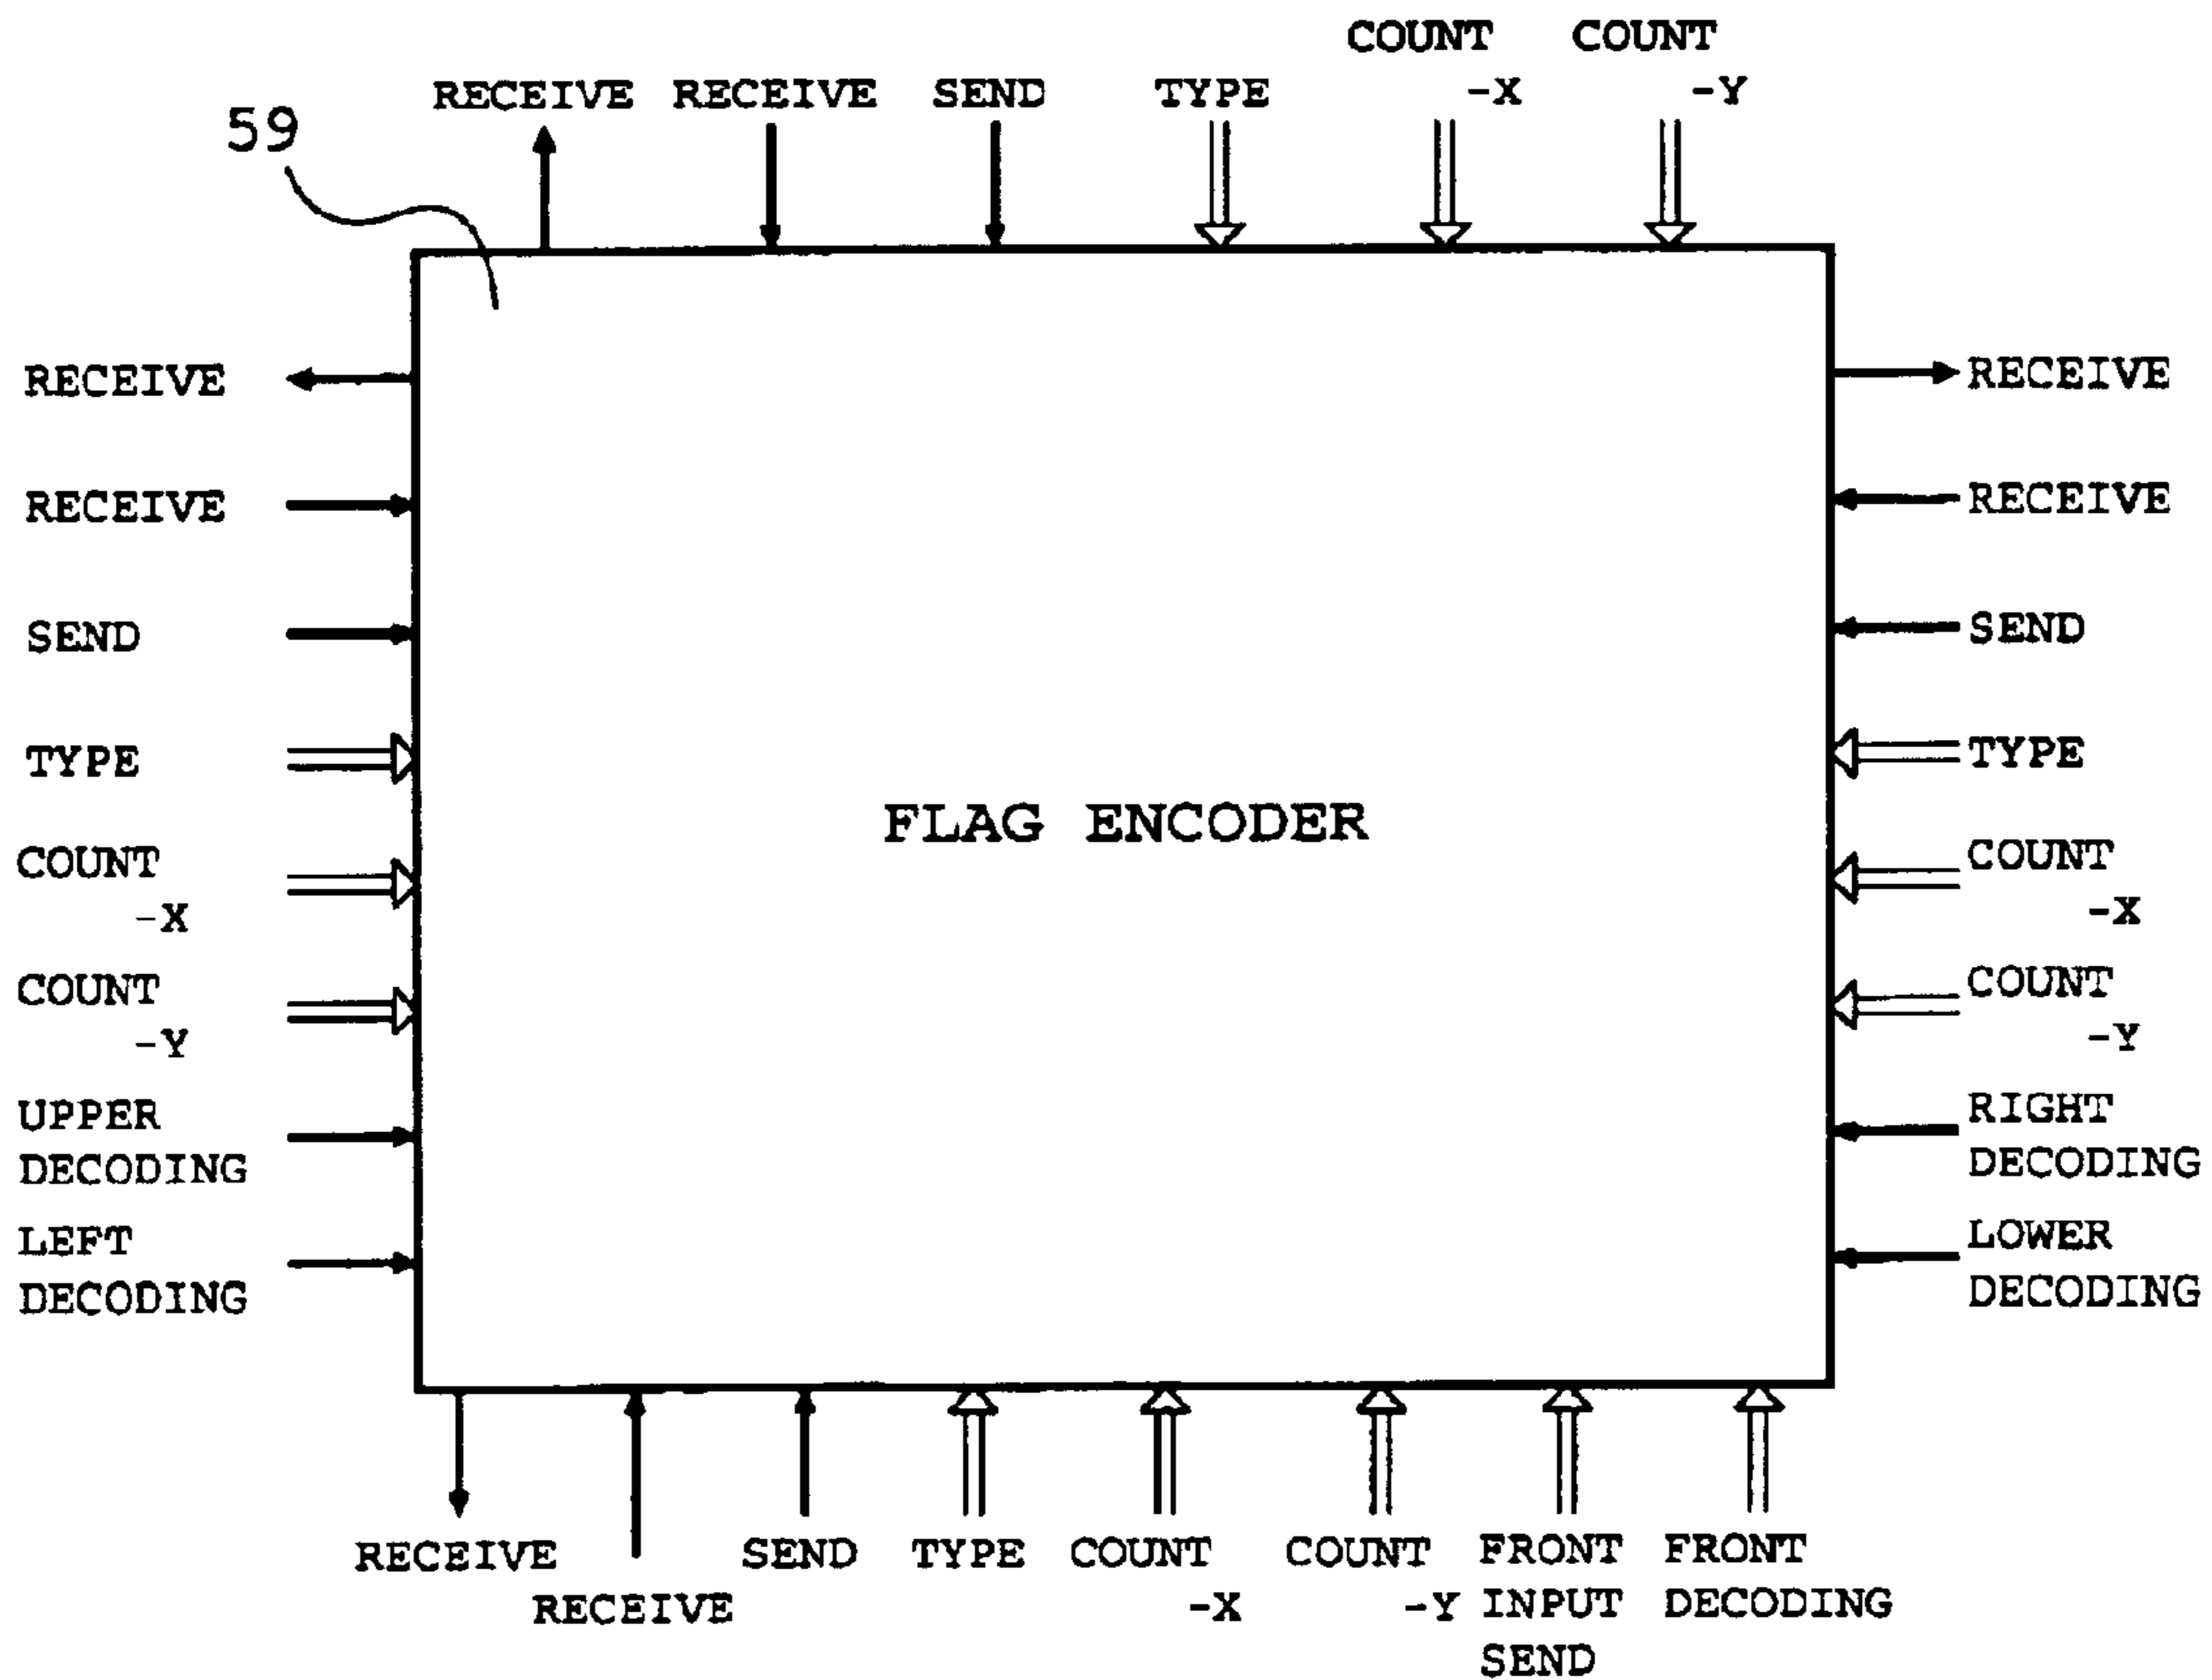 COUNT COUNT
RECEIVE RECEIVE SEND TYPE -X -Y
59
RECEIVE RECEIVE
RECEIVE RECEIVE
SEND SEND
TYPE TYPE
FLAG ENCODER
COUNT COUNT
-X -X
COUNT COUNT
-Y -Y
UPPER RIGHT
DECODING DECODING
LEFT LOWER
DECODING DECODING
RECEIVE SEND TYPE COUNT COUNT FRONT FRONT
RECEIVE -X -Y INPUT DECODING
SEND